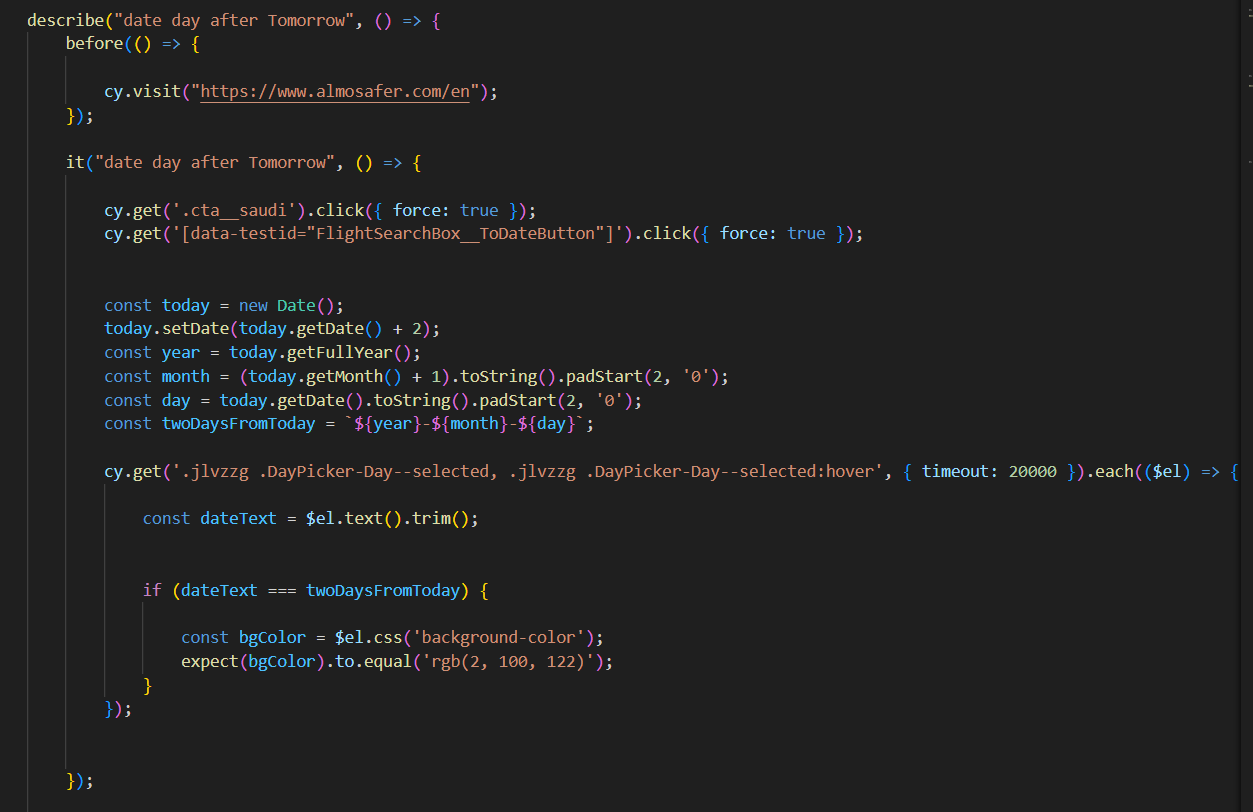 describe("date day after Tomorrow", () => {
before(() => {
cy.visit("https://www.almosafer.com/en");
});
it("date day after Tomorrow", () => {
cy.get('.cta__saudi').click({ force: true });
cy.get('[data-testid="FlightSearchBox__ToDateButton"]').click({ force: true });
const today = new Date();
today.setDate(today.getDate() + 2);
const year = today.getFullYear();
const month = (today.getMonth() + 1).toString().padStart(2, '0');
const day = today.getDate().toString().padStart(2, '0');
const twoDaysFromToday = `${year}-${month}-${day}`;
cy.get('.jlvzzg .DayPicker-Day--selected, .jlvzzg .DayPicker-Day--selected:hover', { timeout: 20000 }).each(($el) => {
const dateText = $el.text().trim();
if (dateText === twoDaysFromToday) {
const bgColor = $el.css('background-color');
expect(bgColor).to.equal('rgb(2, 100, 122)');
}
});
});